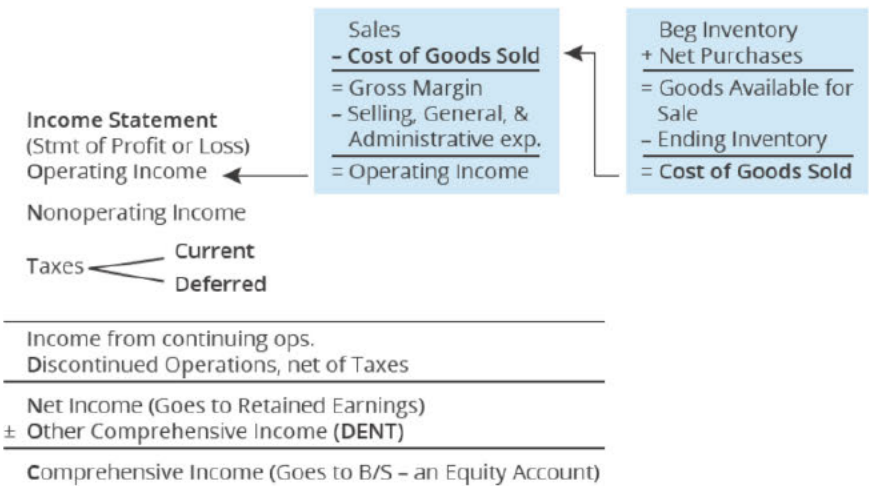 Sales
– Cost of Goods Sold
= Gross Margin
– Selling, General, &
Administrative exp.
= Operating Income
Beg Inventory
+ Net Purchases
= Goods Available for
Sale
– Ending Inventory
= Cost of Goods Sold
Income Statement
(Stmt of Profit or Loss)
Operating Income
Nonoperating Income
Taxes
Current
Deferred
Income from continuing ops.
Discontinued Operations, net of Taxes
Net Income (Goes to Retained Earnings)
± Other Comprehensive Income (DENT)
Comprehensive Income (Goes to B/S – an Equity Account)